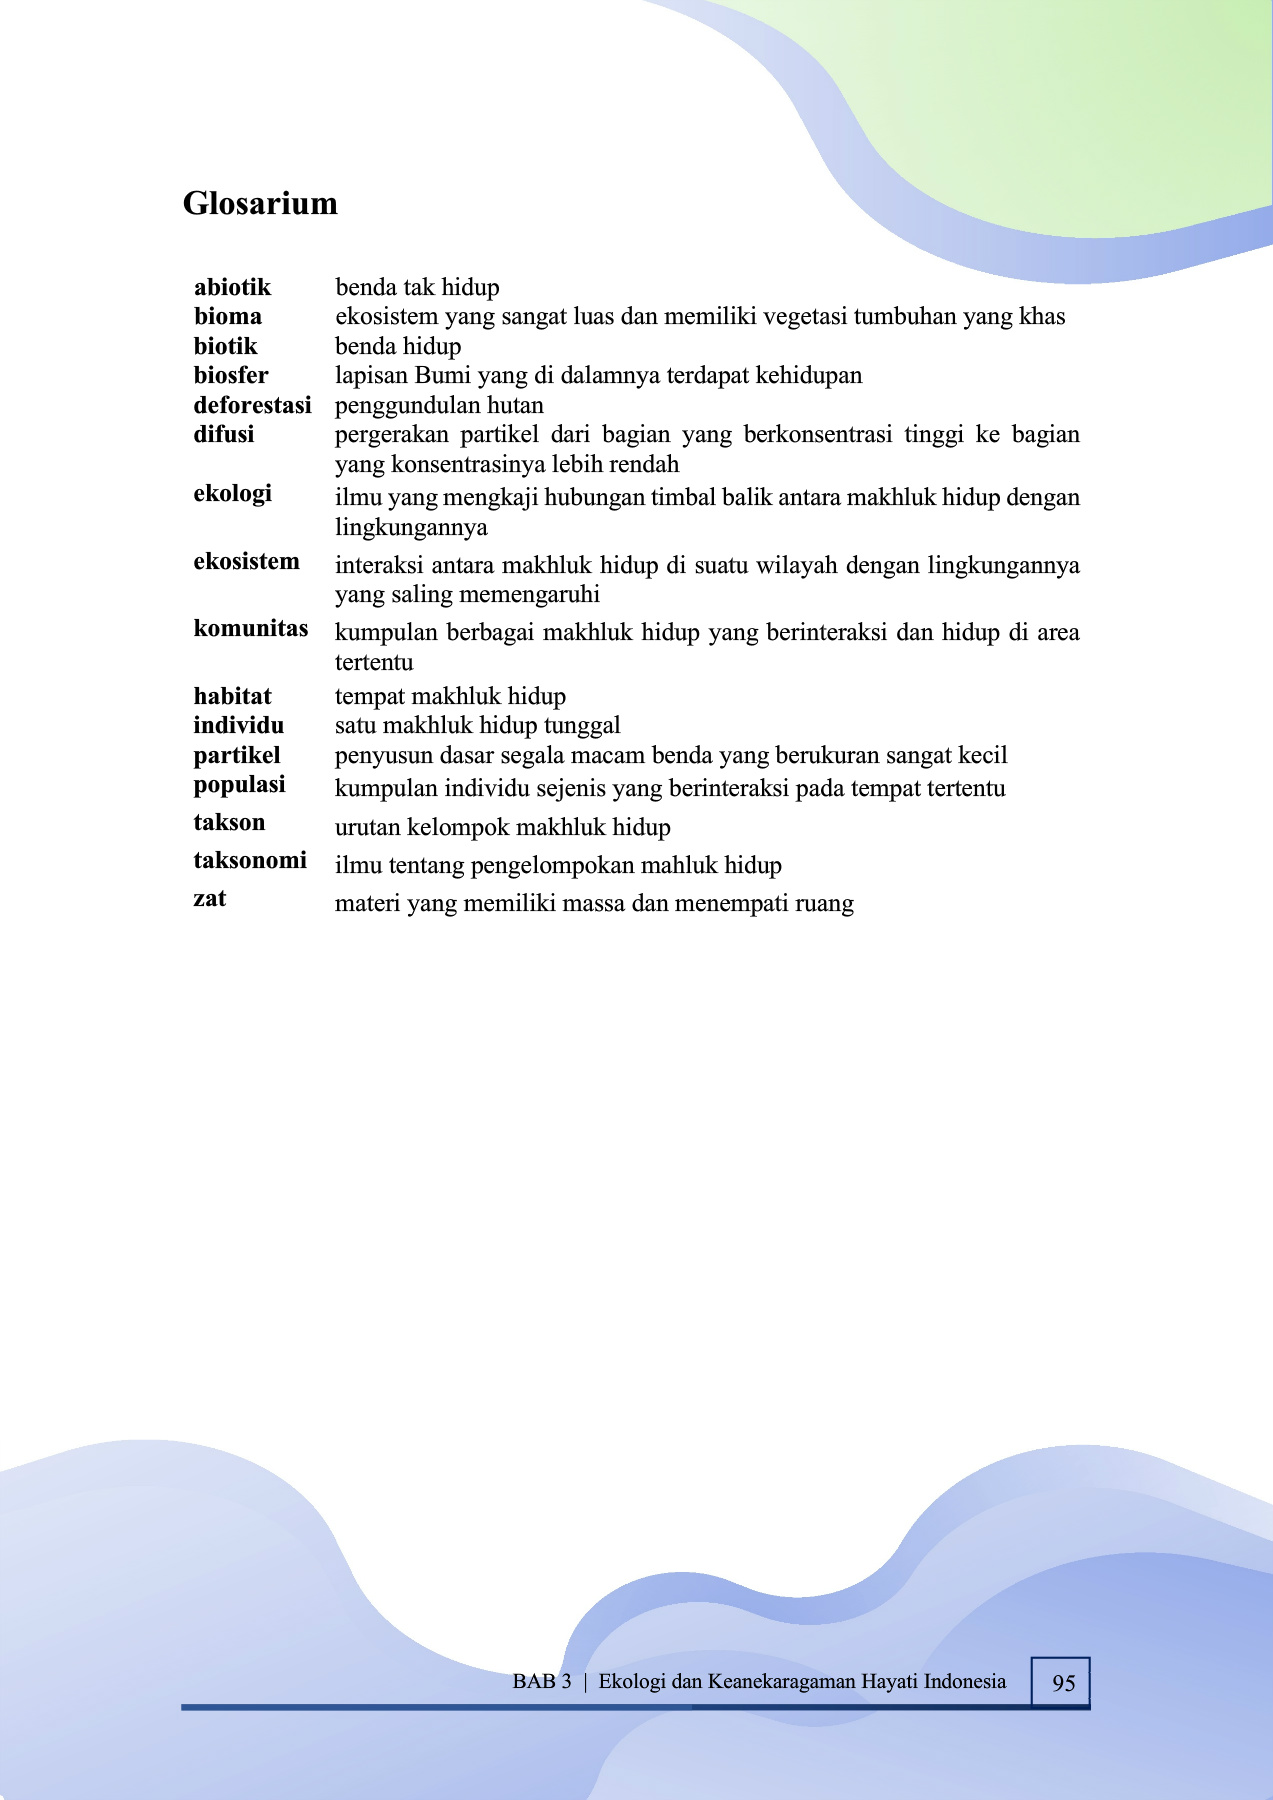 Glosarium
abiotik benda tak hidup
bioma ekosistem yang sangat luas dan memiliki vegetasi tumbuhan yang khas
biotik benda hidup
biosfer lapisan Bumi yang di dalamnya terdapat kehidupan
deforestasi penggundulan hutan
difusi pergerakan partikel dari bagian yang berkonsentrasi tinggi ke bagian
yang konsentrasinya lebih rendah
ekologi ilmu yang mengkaji hubungan timbal balik antara makhluk hidup dengan
lingkungannya
ekosistem interaksi antara makhluk hidup di suatu wilayah dengan lingkungannya
yang saling memengaruhi
komunitas kumpulan berbagai makhluk hidup yang berinteraksi dan hidup di area
tertentu
habitat tempat makhluk hidup
individu satu makhluk hidup tunggal
partikel penyusun dasar segala macam benda yang berukuran sangat kecil
populasi kumpulan individu sejenis yang berinteraksi pada tempat tertentu
takson urutan kelompok makhluk hidup
taksonomi ilmu tentang pengelompokan mahluk hidup
zat materi yang memiliki massa dan menempati ruang
BAB 3 | Ekologi dan Keanekaragaman Hayati Indonesia 95